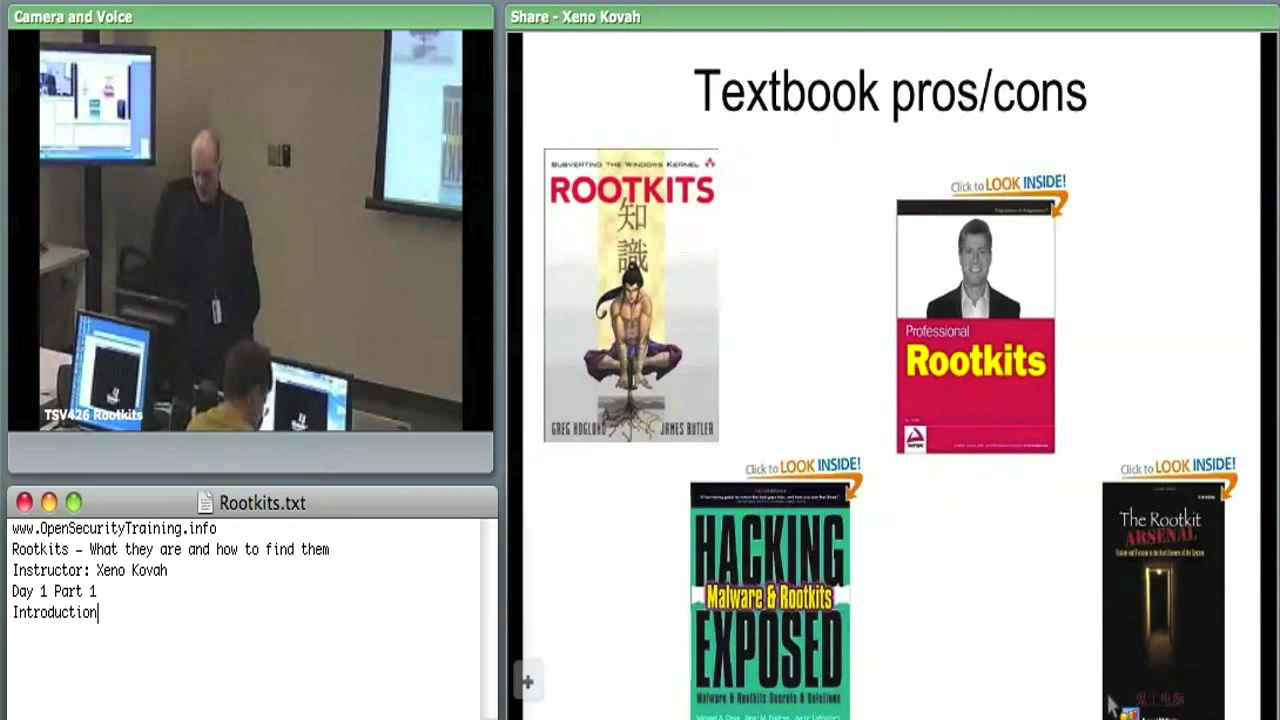 Camera and Voice
TSV426 Rootkits
Rootkits.txt
www.OpenSecurityTraining.info
Rootkits – What they are and how to find them
Instructor: Xeno Kovah
Day 1 Part 1
Introduction
Share - Xeno Kovah
Textbook pros/cons
SUBVERTING THE WINDOWS KERNEL
ROOTKITS
知
識
GREG HOGLUND
JAMES BUTLER
Click to LOOK INSIDE!
Professional
Rootkits
Click to LOOK INSIDE!
HACKING
Malware & Rootkits
EXPOSED
Malware & Rootkits Secrets & Solutions
Click to LOOK INSIDE!
The Rootkit
ARSENAL